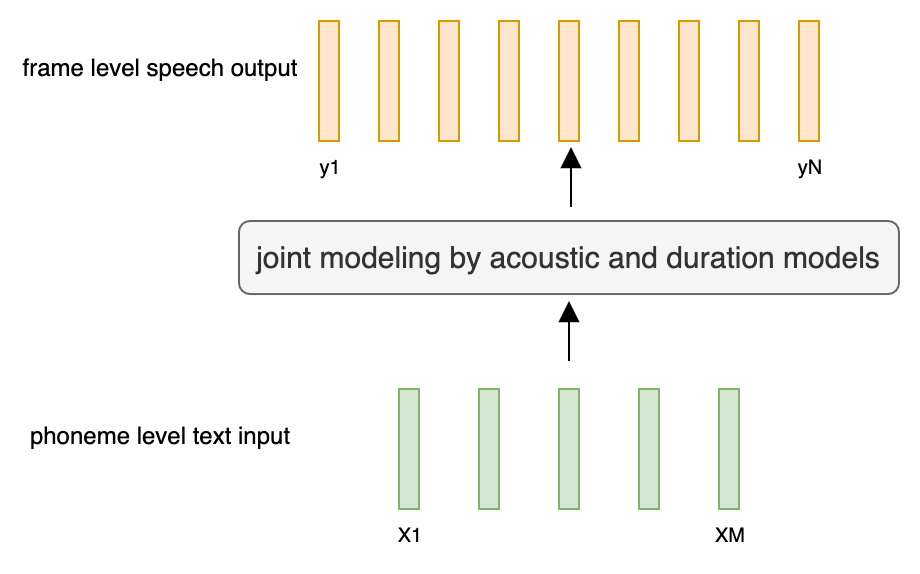 frame level speech output
y1
yN
joint modeling by acoustic and duration models
phoneme level text input
X1
XM